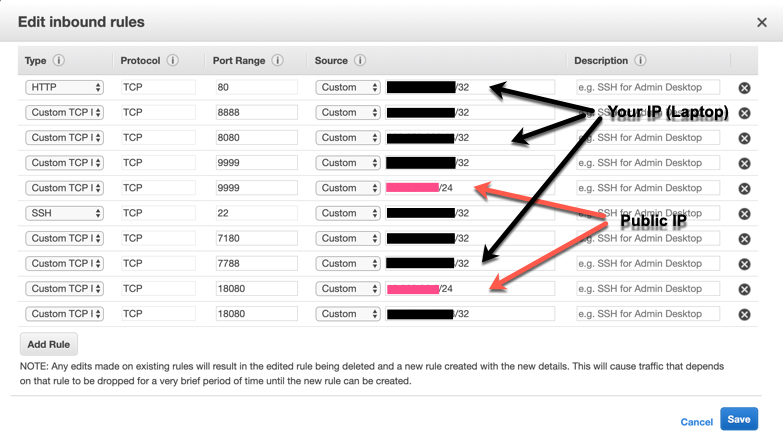 Edit inbound rules
Type Protocol Port Range Source Description
HTTP TCP 80 Custom /32 e.g. SSH for Admin Desktop
Custom TCP I TCP 8888 Custom /32 e.g. SSH for Admin Desktop
Your IP (Laptop)
Custom TCP I TCP 8080 Custom /32 e.g. SSH for Admin Desktop
Custom TCP I TCP 9999 Custom /32 e.g. SSH for Admin Desktop
Custom TCP I TCP 9999 Custom /24 e.g. SSH for Admin Desktop
SSH TCP 22 Custom /32 e.g. SSH for Admin Desktop
Public IP
Custom TCP I TCP 7180 Custom /32 e.g. SSH for Admin Desktop
Custom TCP I TCP 7788 Custom /32 e.g. SSH for Admin Desktop
Custom TCP I TCP 18080 Custom /24 e.g. SSH for Admin Desktop
Custom TCP I TCP 18080 Custom /32 e.g. SSH for Admin Desktop
Add Rule
NOTE: Any edits made on existing rules will result in the edited rule being deleted and a new rule created with the new details. This will cause traffic that depends
on that rule to be dropped for a very brief period of time until the new rule can be created.
Cancel Save